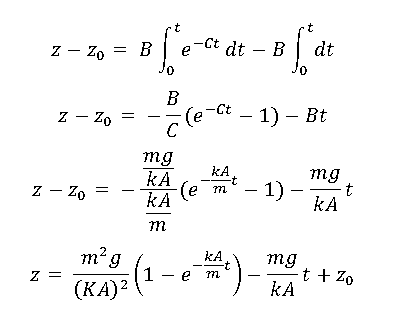 z − z₀ = B ∫₀ᵗ e^(−Ct) dt − B ∫₀ᵗ dt
z − z₀ = − B/C (e^(−Ct) − 1) − Bt
z − z₀ = − (mg/kA)/(kA/m) (e^(−(kA/m)t) − 1) − mg/kA t
z = m²g/(KA)² (1 − e^(−(kA/m)t)) − mg/kA t + z₀